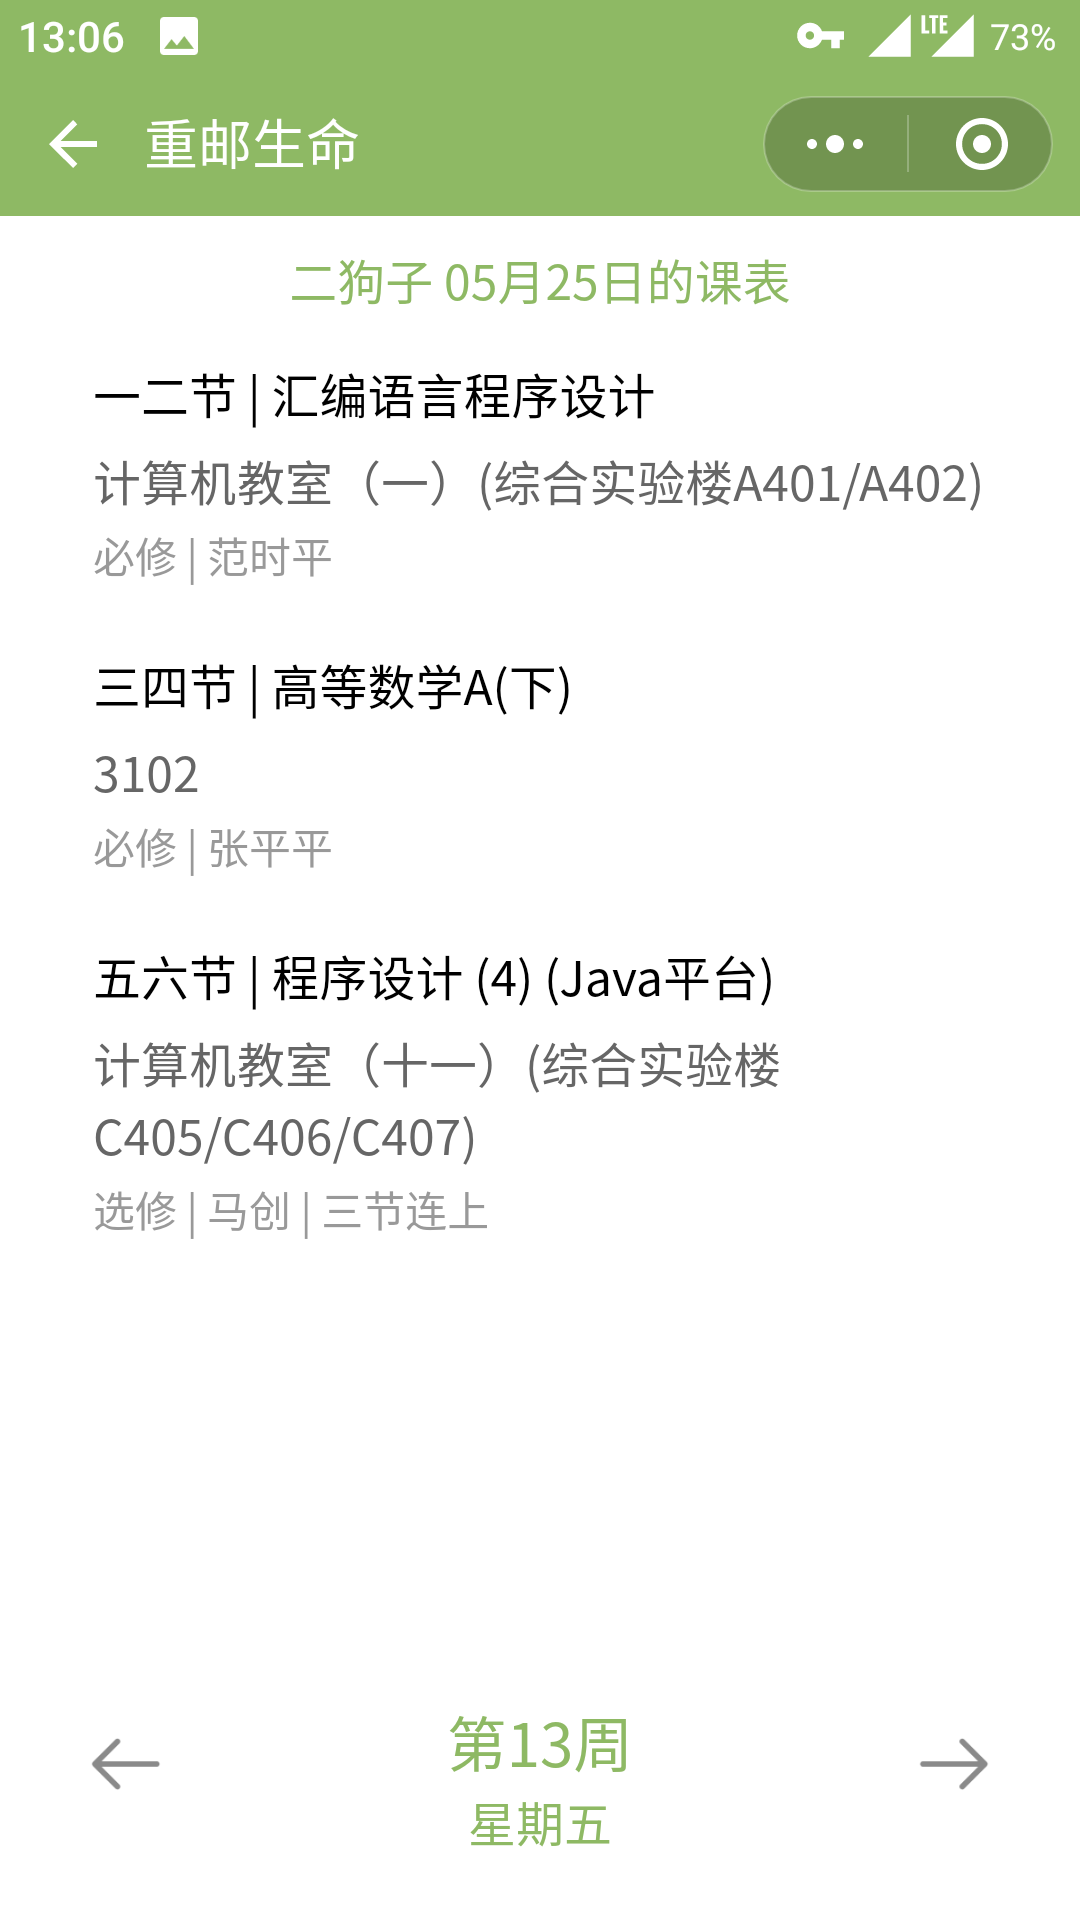 13:06 LTE 73%
重邮生命
二狗子 05月25日的课表
一二节 | 汇编语言程序设计
计算机教室（一）(综合实验楼A401/A402)
必修 | 范时平
三四节 | 高等数学A(下)
3102
必修 | 张平平
五六节 | 程序设计 (4) (Java平台)
计算机教室（十一）(综合实验楼
C405/C406/C407)
选修 | 马创 | 三节连上
第13周
星期五